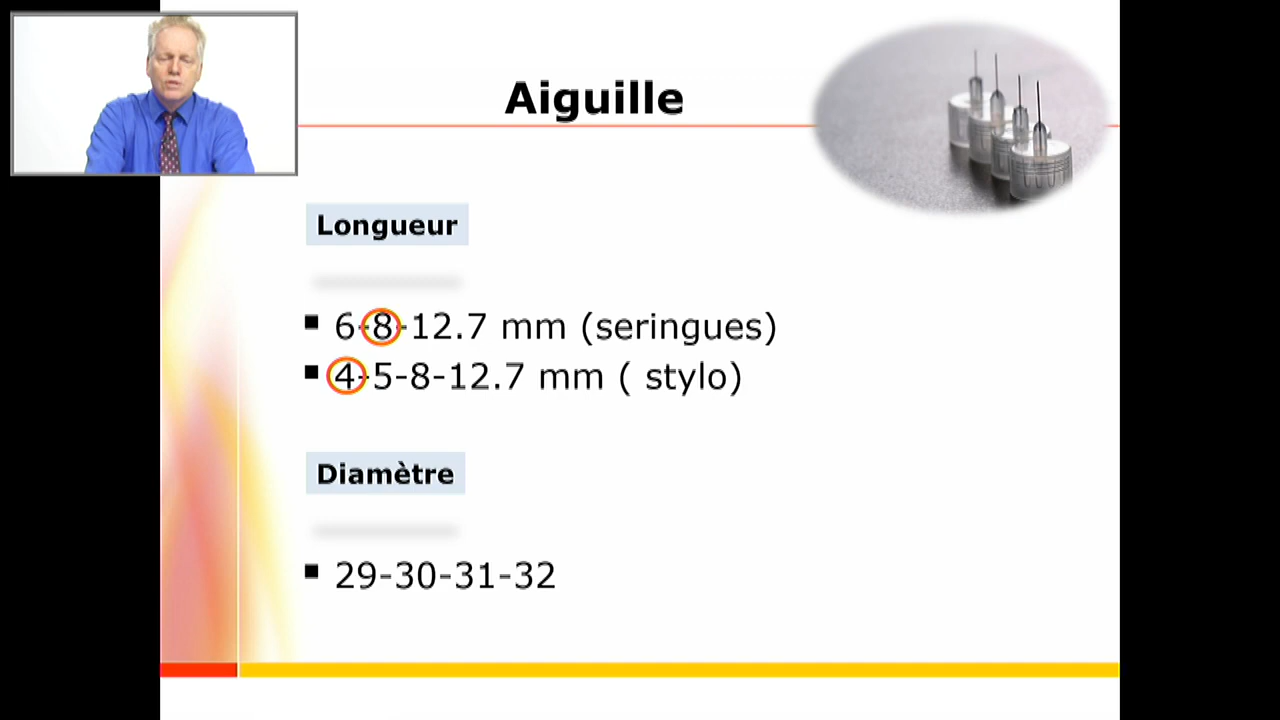 Aiguille
Longueur
6-8-12.7 mm (seringues)
4-5-8-12.7 mm ( stylo)
Diamètre
29-30-31-32